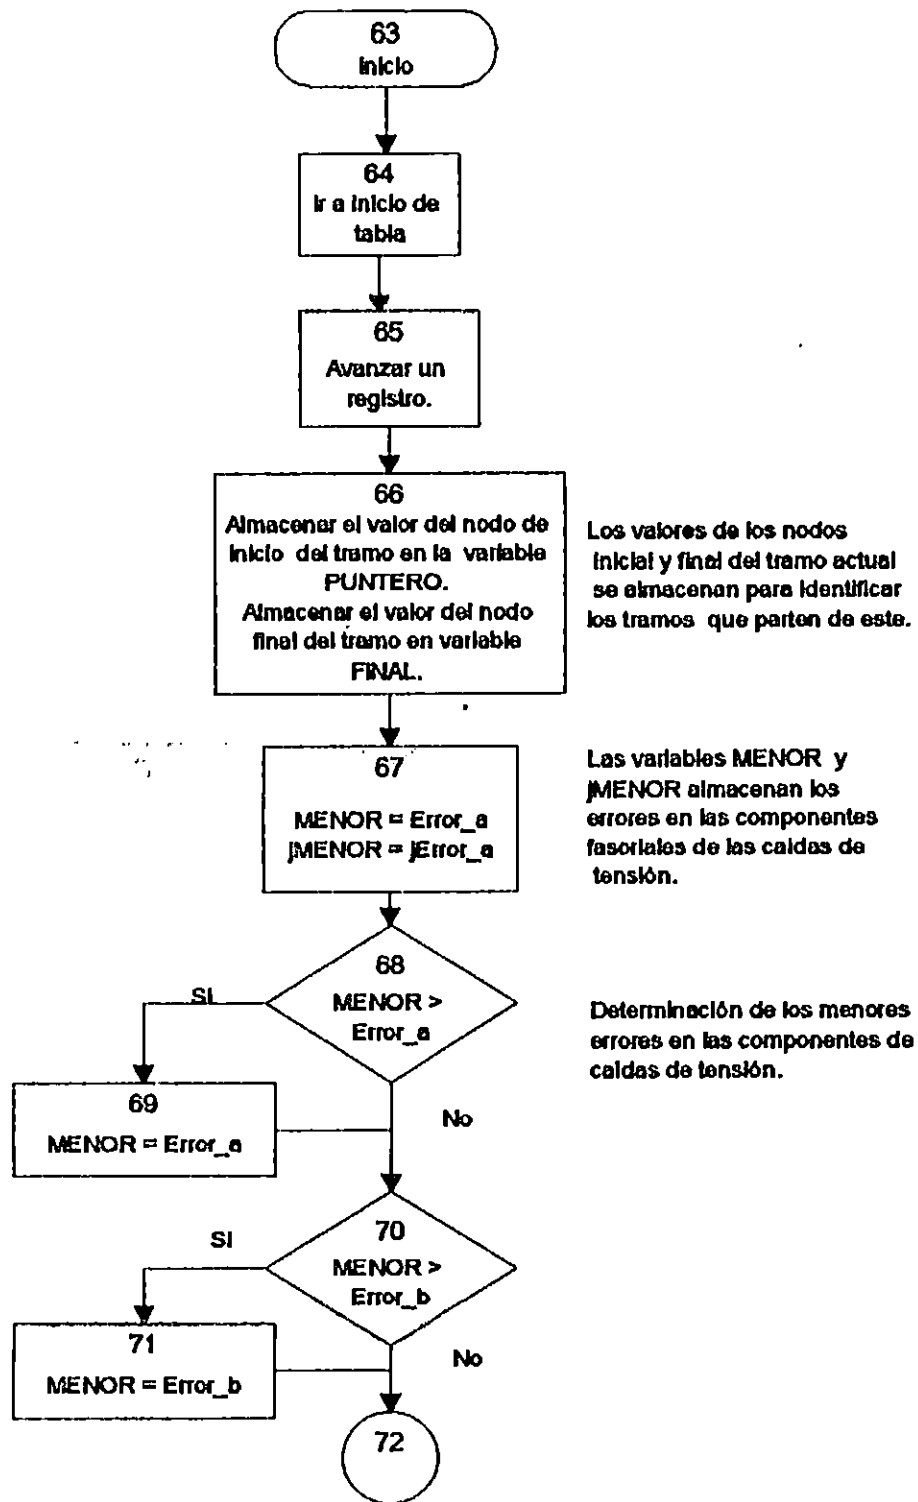 63
Inicio
64
Ir a inicio de
tabla
65
Avanzar un
registro.
66
Almacenar el valor del nodo de
inicio del tramo en la variable
PUNTERO.
Almacenar el valor del nodo
final del tramo en variable
FINAL.
Los valores de los nodos
inicial y final del tramo actual
se almacenan para identificar
los tramos que parten de este.
67
MENOR = Error_a
jMENOR = jError_a
Las variables MENOR y
jMENOR almacenan los
errores en las componentes
fasoriales de las caidas de
tensión.
68
MENOR >
Error_a
SI
No
Determinación de los menores
errores en las componentes de
caldas de tensión.
69
MENOR = Error_a
70
MENOR >
Error_b
SI
No
71
MENOR = Error_b
72